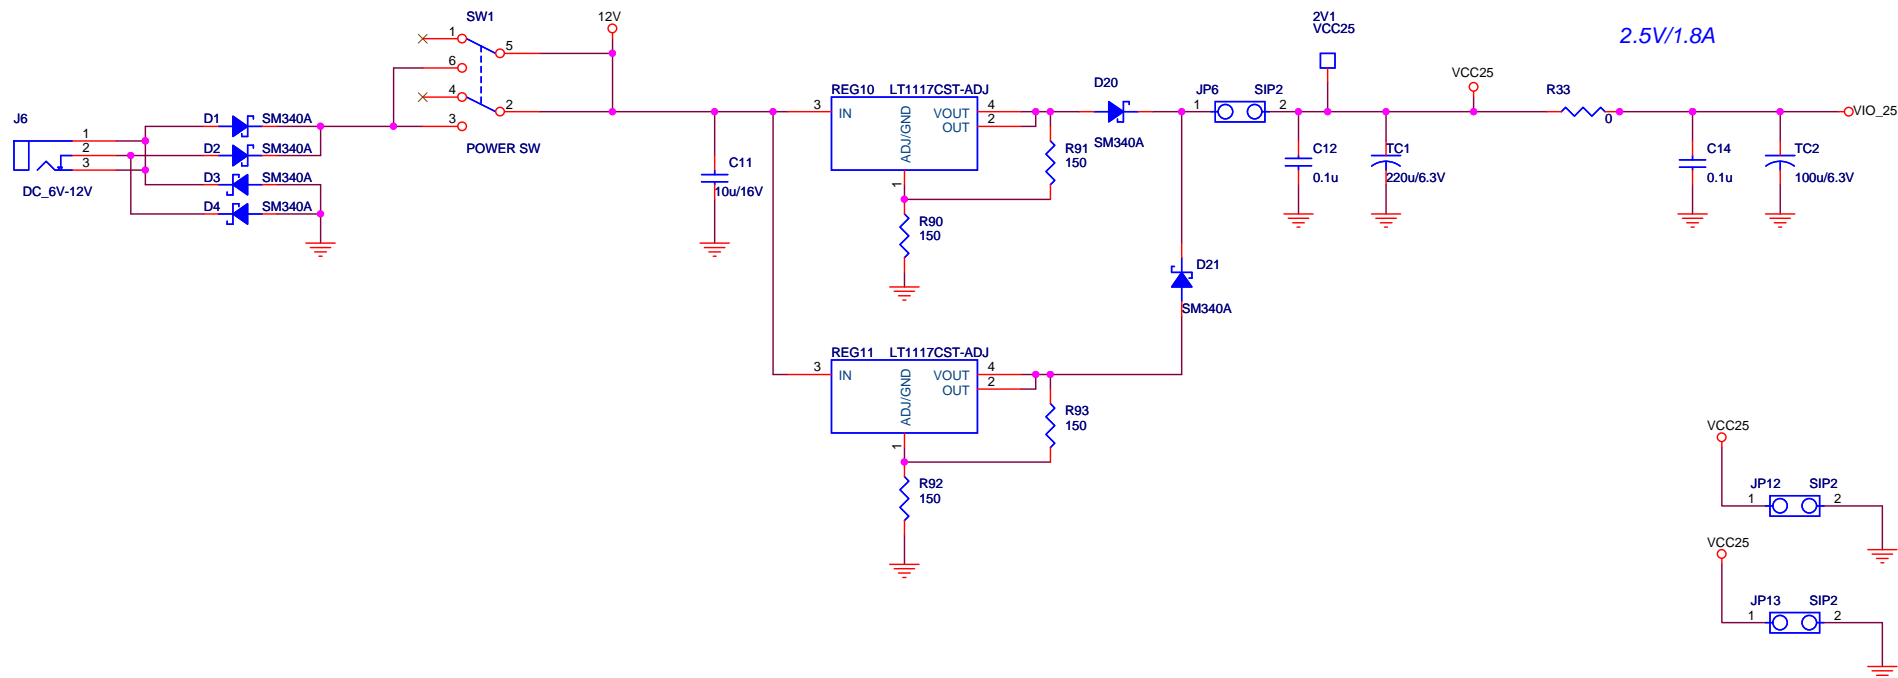 SW1
12V
2V1
VCC25
2.5V/1.8A
1
5
6
4
2
3
POWER SW
J6
1
2
3
DC_6V-12V
D1 SM340A
D2 SM340A
D3 SM340A
D4 SM340A
C11
10u/16V
REG10 LT1117CST-ADJ
3 IN
ADJ/GND
VOUT 4
OUT 2
1
R91
150
R90
150
D20
SM340A
JP6 SIP2
1 2
D21
SM340A
C12
0.1u
TC1
220u/6.3V
VCC25
R33
0
VIO_25
C14
0.1u
TC2
100u/6.3V
REG11 LT1117CST-ADJ
3 IN
ADJ/GND
VOUT 4
OUT 2
1
R93
150
R92
150
VCC25
JP12 SIP2
1 2
VCC25
JP13 SIP2
1 2